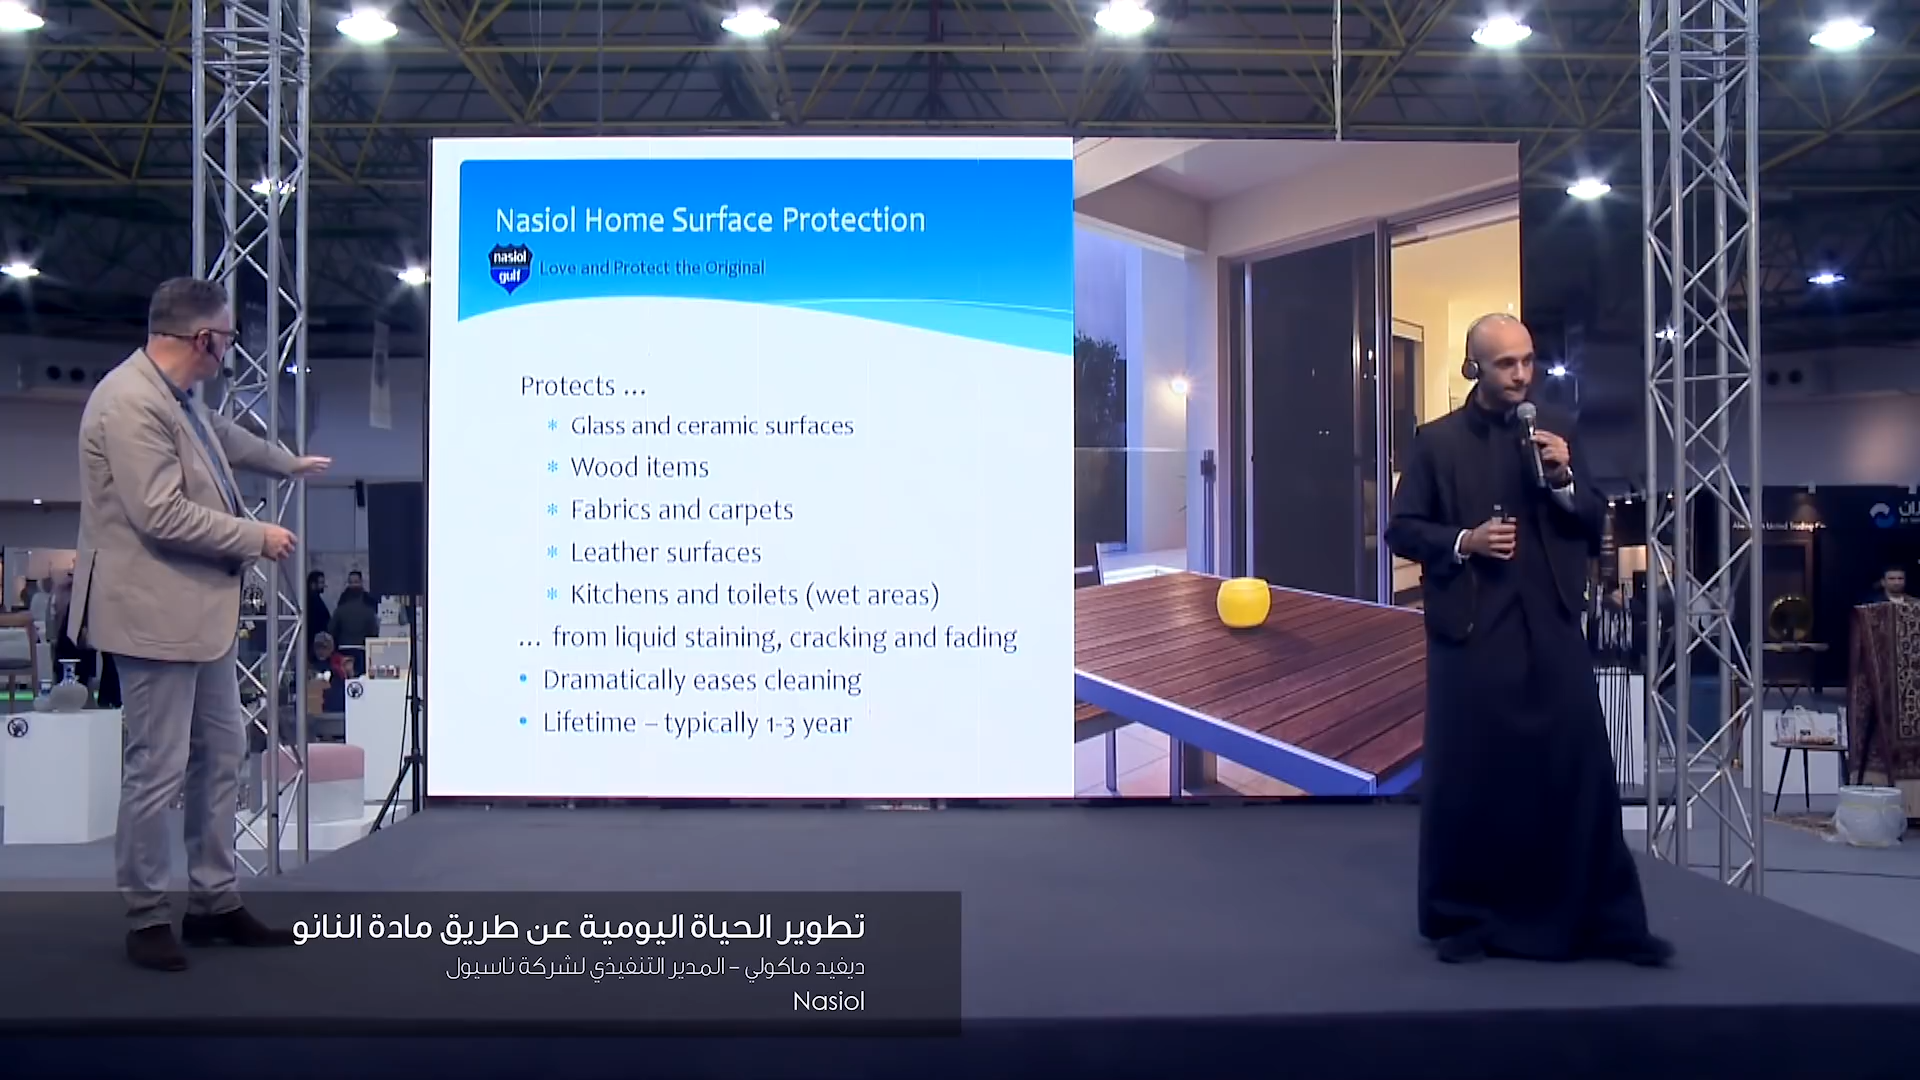 Nasiol Home Surface Protection
nasiol
gulf
Love and Protect the Original
Protects ...
* Glass and ceramic surfaces
* Wood items
* Fabrics and carpets
* Leather surfaces
* Kitchens and toilets (wet areas)
... from liquid staining, cracking and fading
• Dramatically eases cleaning
• Lifetime – typically 1-3 year
تطوير الحياة اليومية عن طريق مادة النانو
ديفيد ماكولي – المدير التنفيذي لشركة ناسيول
Nasiol